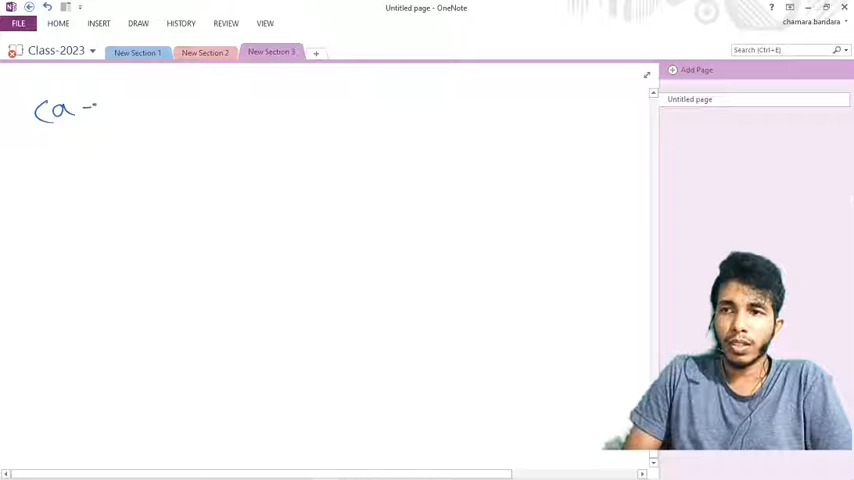 Untitled page - OneNote
FILE HOME INSERT DRAW HISTORY REVIEW VIEW
chamara bandara
Class-2023 New Section 1 New Section 2 New Section 3
Search (Ctrl+E)
Add Page
Untitled page
(a -